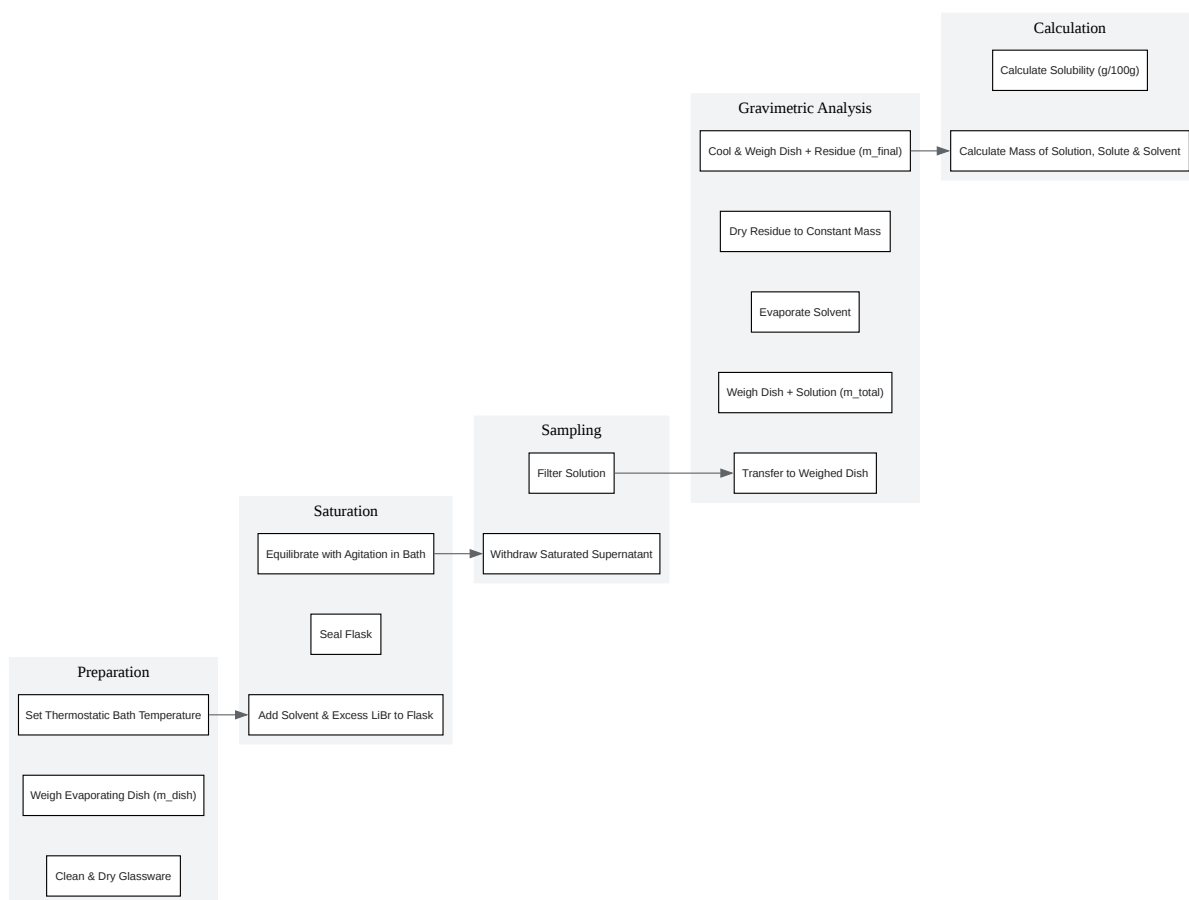 Calculation
Calculate Solubility (g/100g)
Calculate Mass of Solution, Solute & Solvent
Gravimetric Analysis
Cool & Weigh Dish + Residue (m_final)
Dry Residue to Constant Mass
Evaporate Solvent
Weigh Dish + Solution (m_total)
Transfer to Weighed Dish
Sampling
Filter Solution
Withdraw Saturated Supernatant
Saturation
Equilibrate with Agitation in Bath
Seal Flask
Add Solvent & Excess LiBr to Flask
Preparation
Set Thermostatic Bath Temperature
Weigh Evaporating Dish (m_dish)
Clean & Dry Glassware